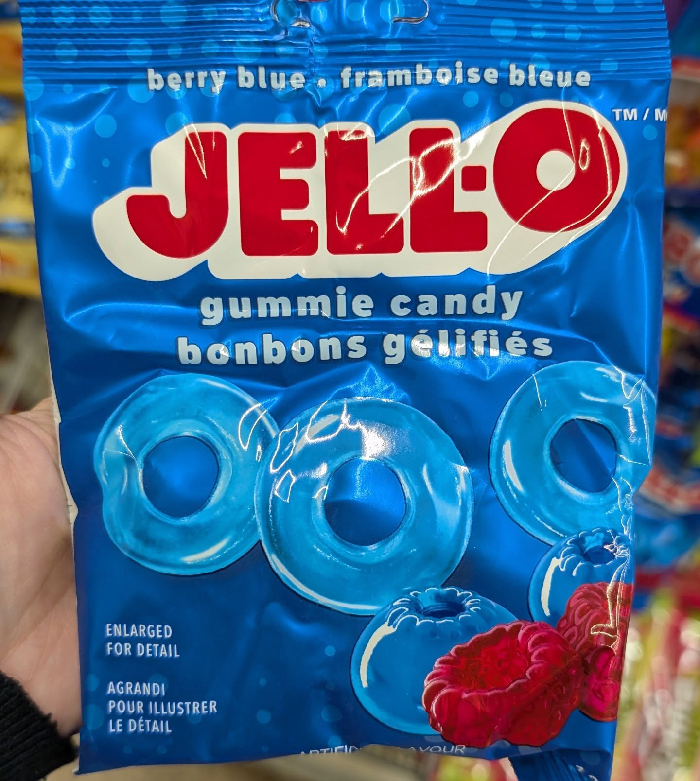 berry blue • framboise bleue
JELL-O TM / M
gummie candy
bonbons gélifiés
ENLARGED
FOR DETAIL
AGRANDI
POUR ILLUSTRER
LE DÉTAIL